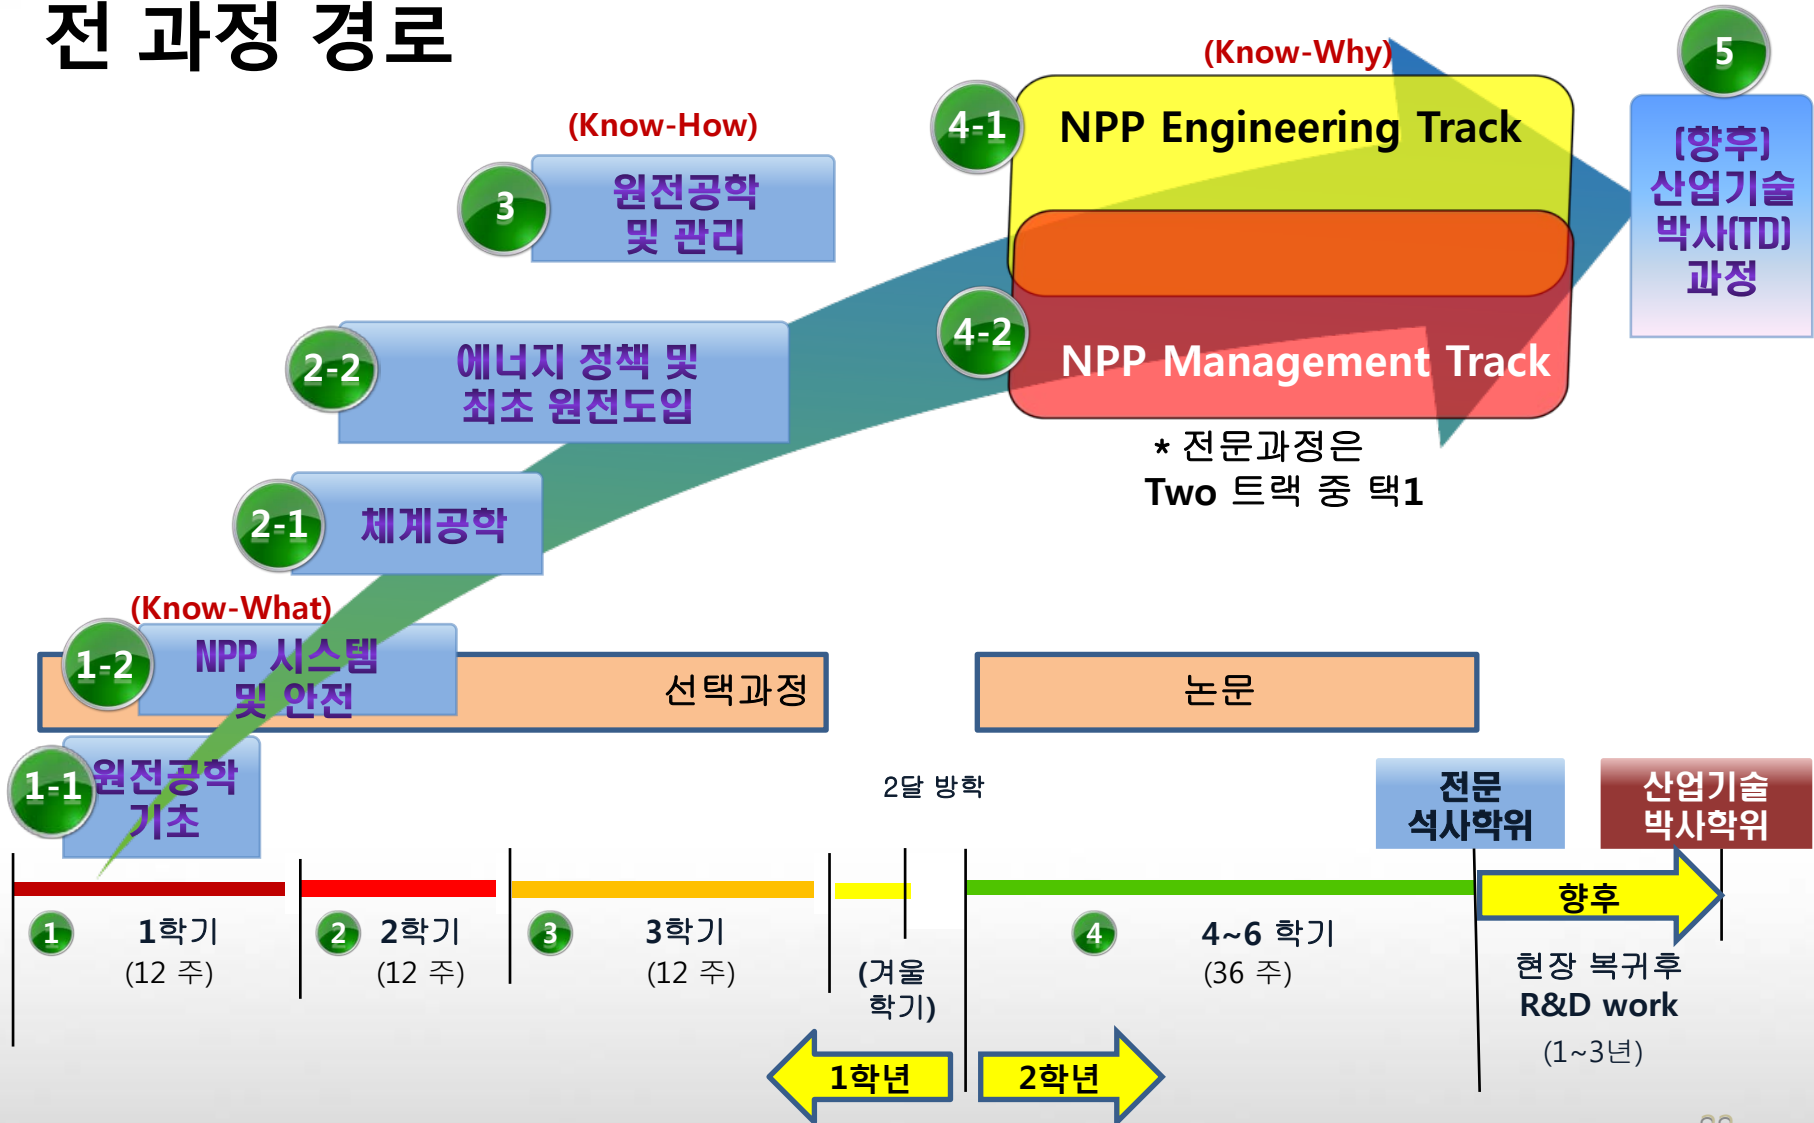 전 과정 경로
(Know-Why)
5
4-1
NPP Engineering Track
(향후)
산업기술
박사(TD)
과정
(Know-How)
3
원전공학
및 관리
4-2
NPP Management Track
2-2
에너지 정책 및
최초 원전도입
* 전문과정은
Two 트랙 중 택1
2-1
체계공학
(Know-What)
1-2
NPP 시스템
및 안전
선택과정
논문
1-1
원전공학
기초
2달 방학
전문
석사학위
산업기술
박사학위
1
1학기
(12 주)
2
2학기
(12 주)
3
3학기
(12 주)
(겨울
학기)
4
4~6 학기
(36 주)
향후
현장 복귀후
R&D work
(1~3년)
1학년
2학년